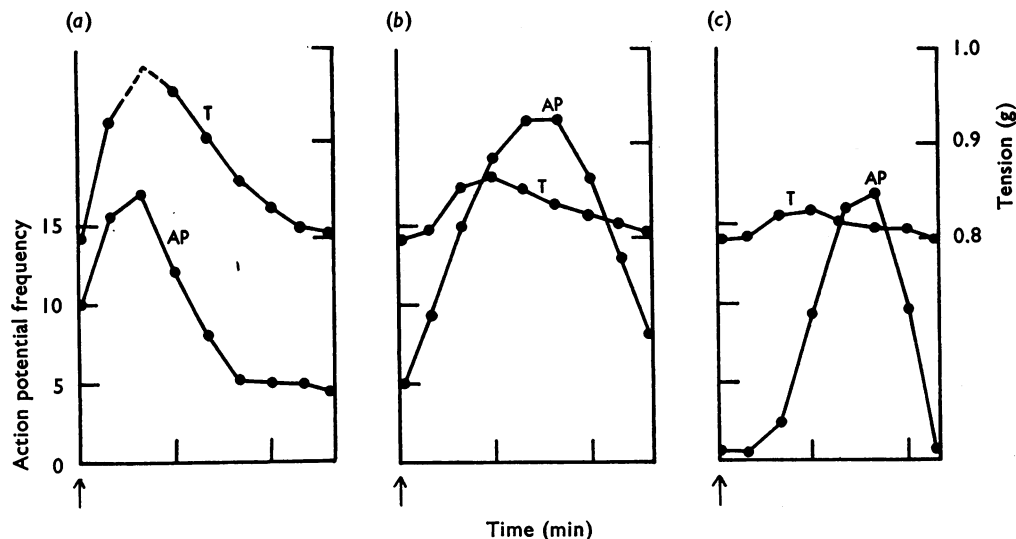 (a) (b) (c)
Action potential frequency
15
10
5
0
T
AP
AP
T
T
AP
1.0
0.9
0.8
Tension (g)
Time (min)